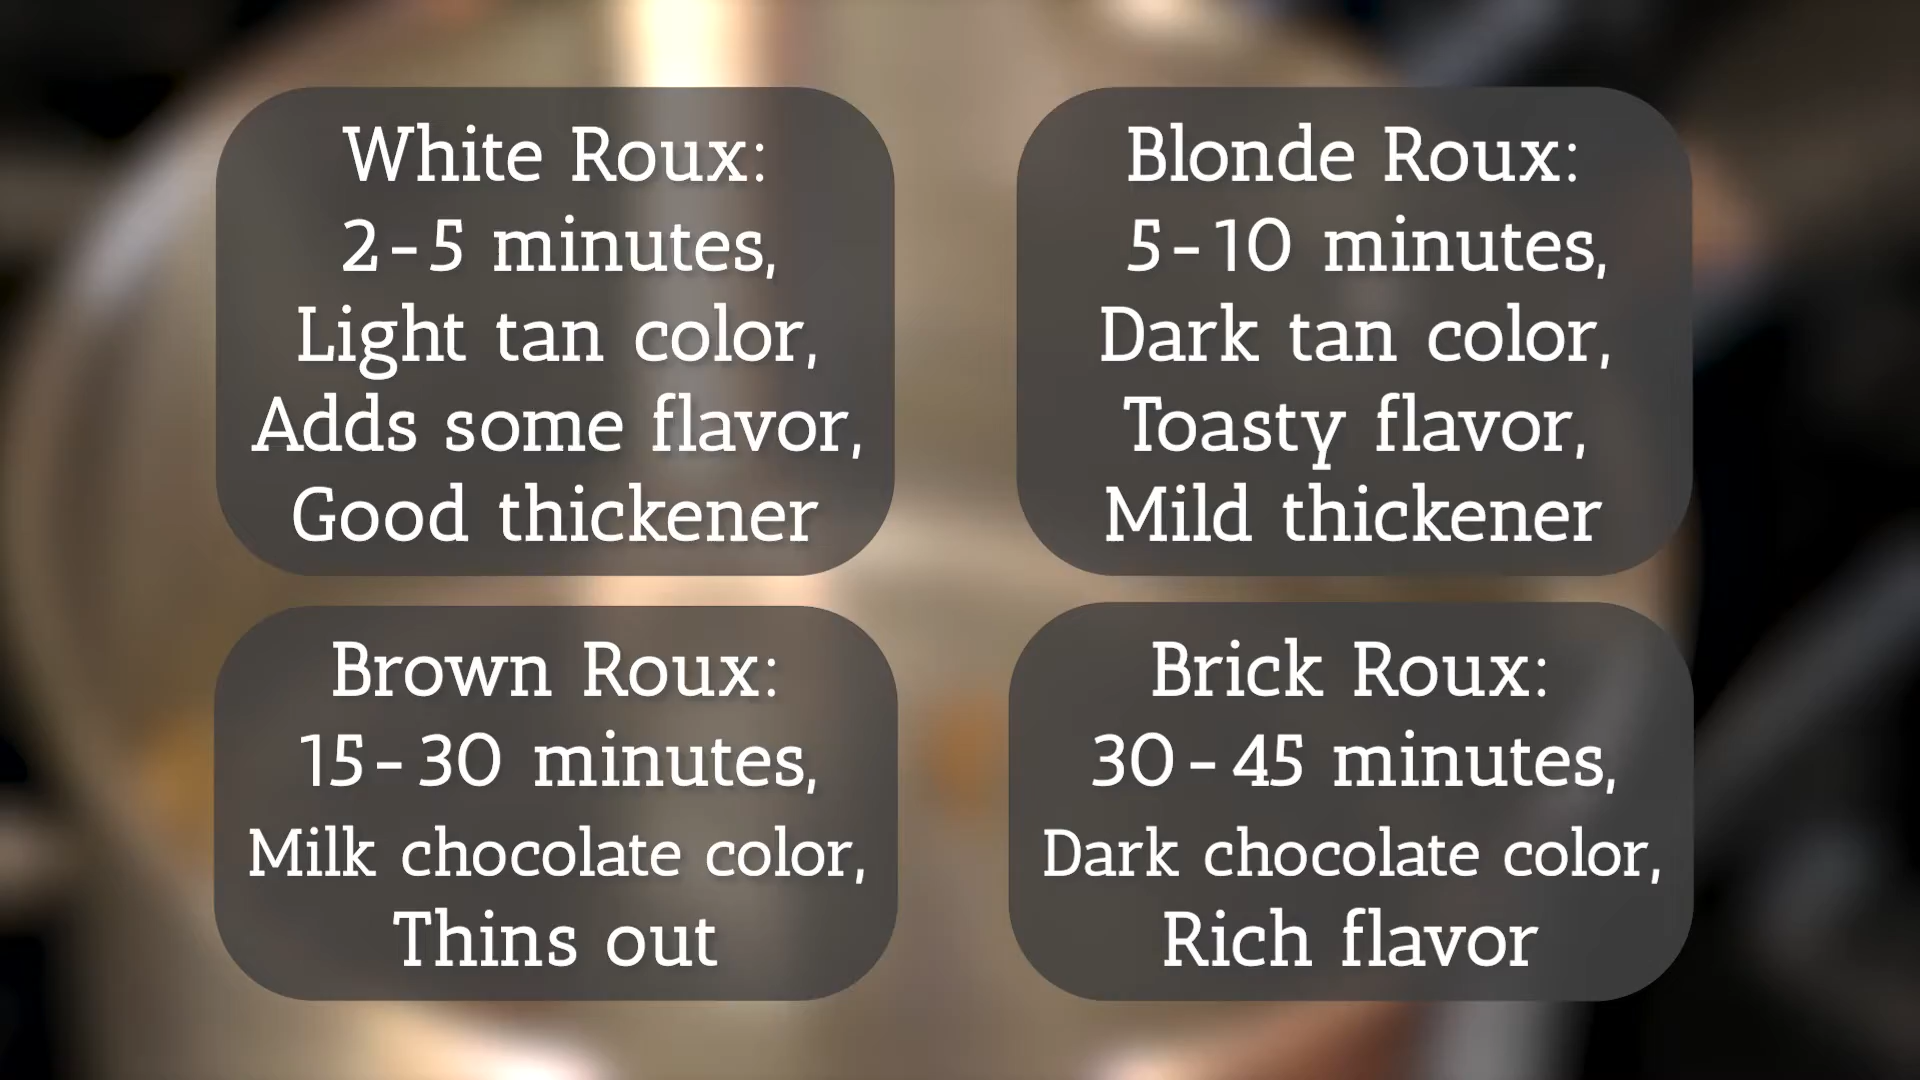 White Roux:
2-5 minutes,
Light tan color,
Adds some flavor,
Good thickener
Blonde Roux:
5-10 minutes,
Dark tan color,
Toasty flavor,
Mild thickener
Brown Roux:
15-30 minutes,
Milk chocolate color,
Thins out
Brick Roux:
30-45 minutes,
Dark chocolate color,
Rich flavor